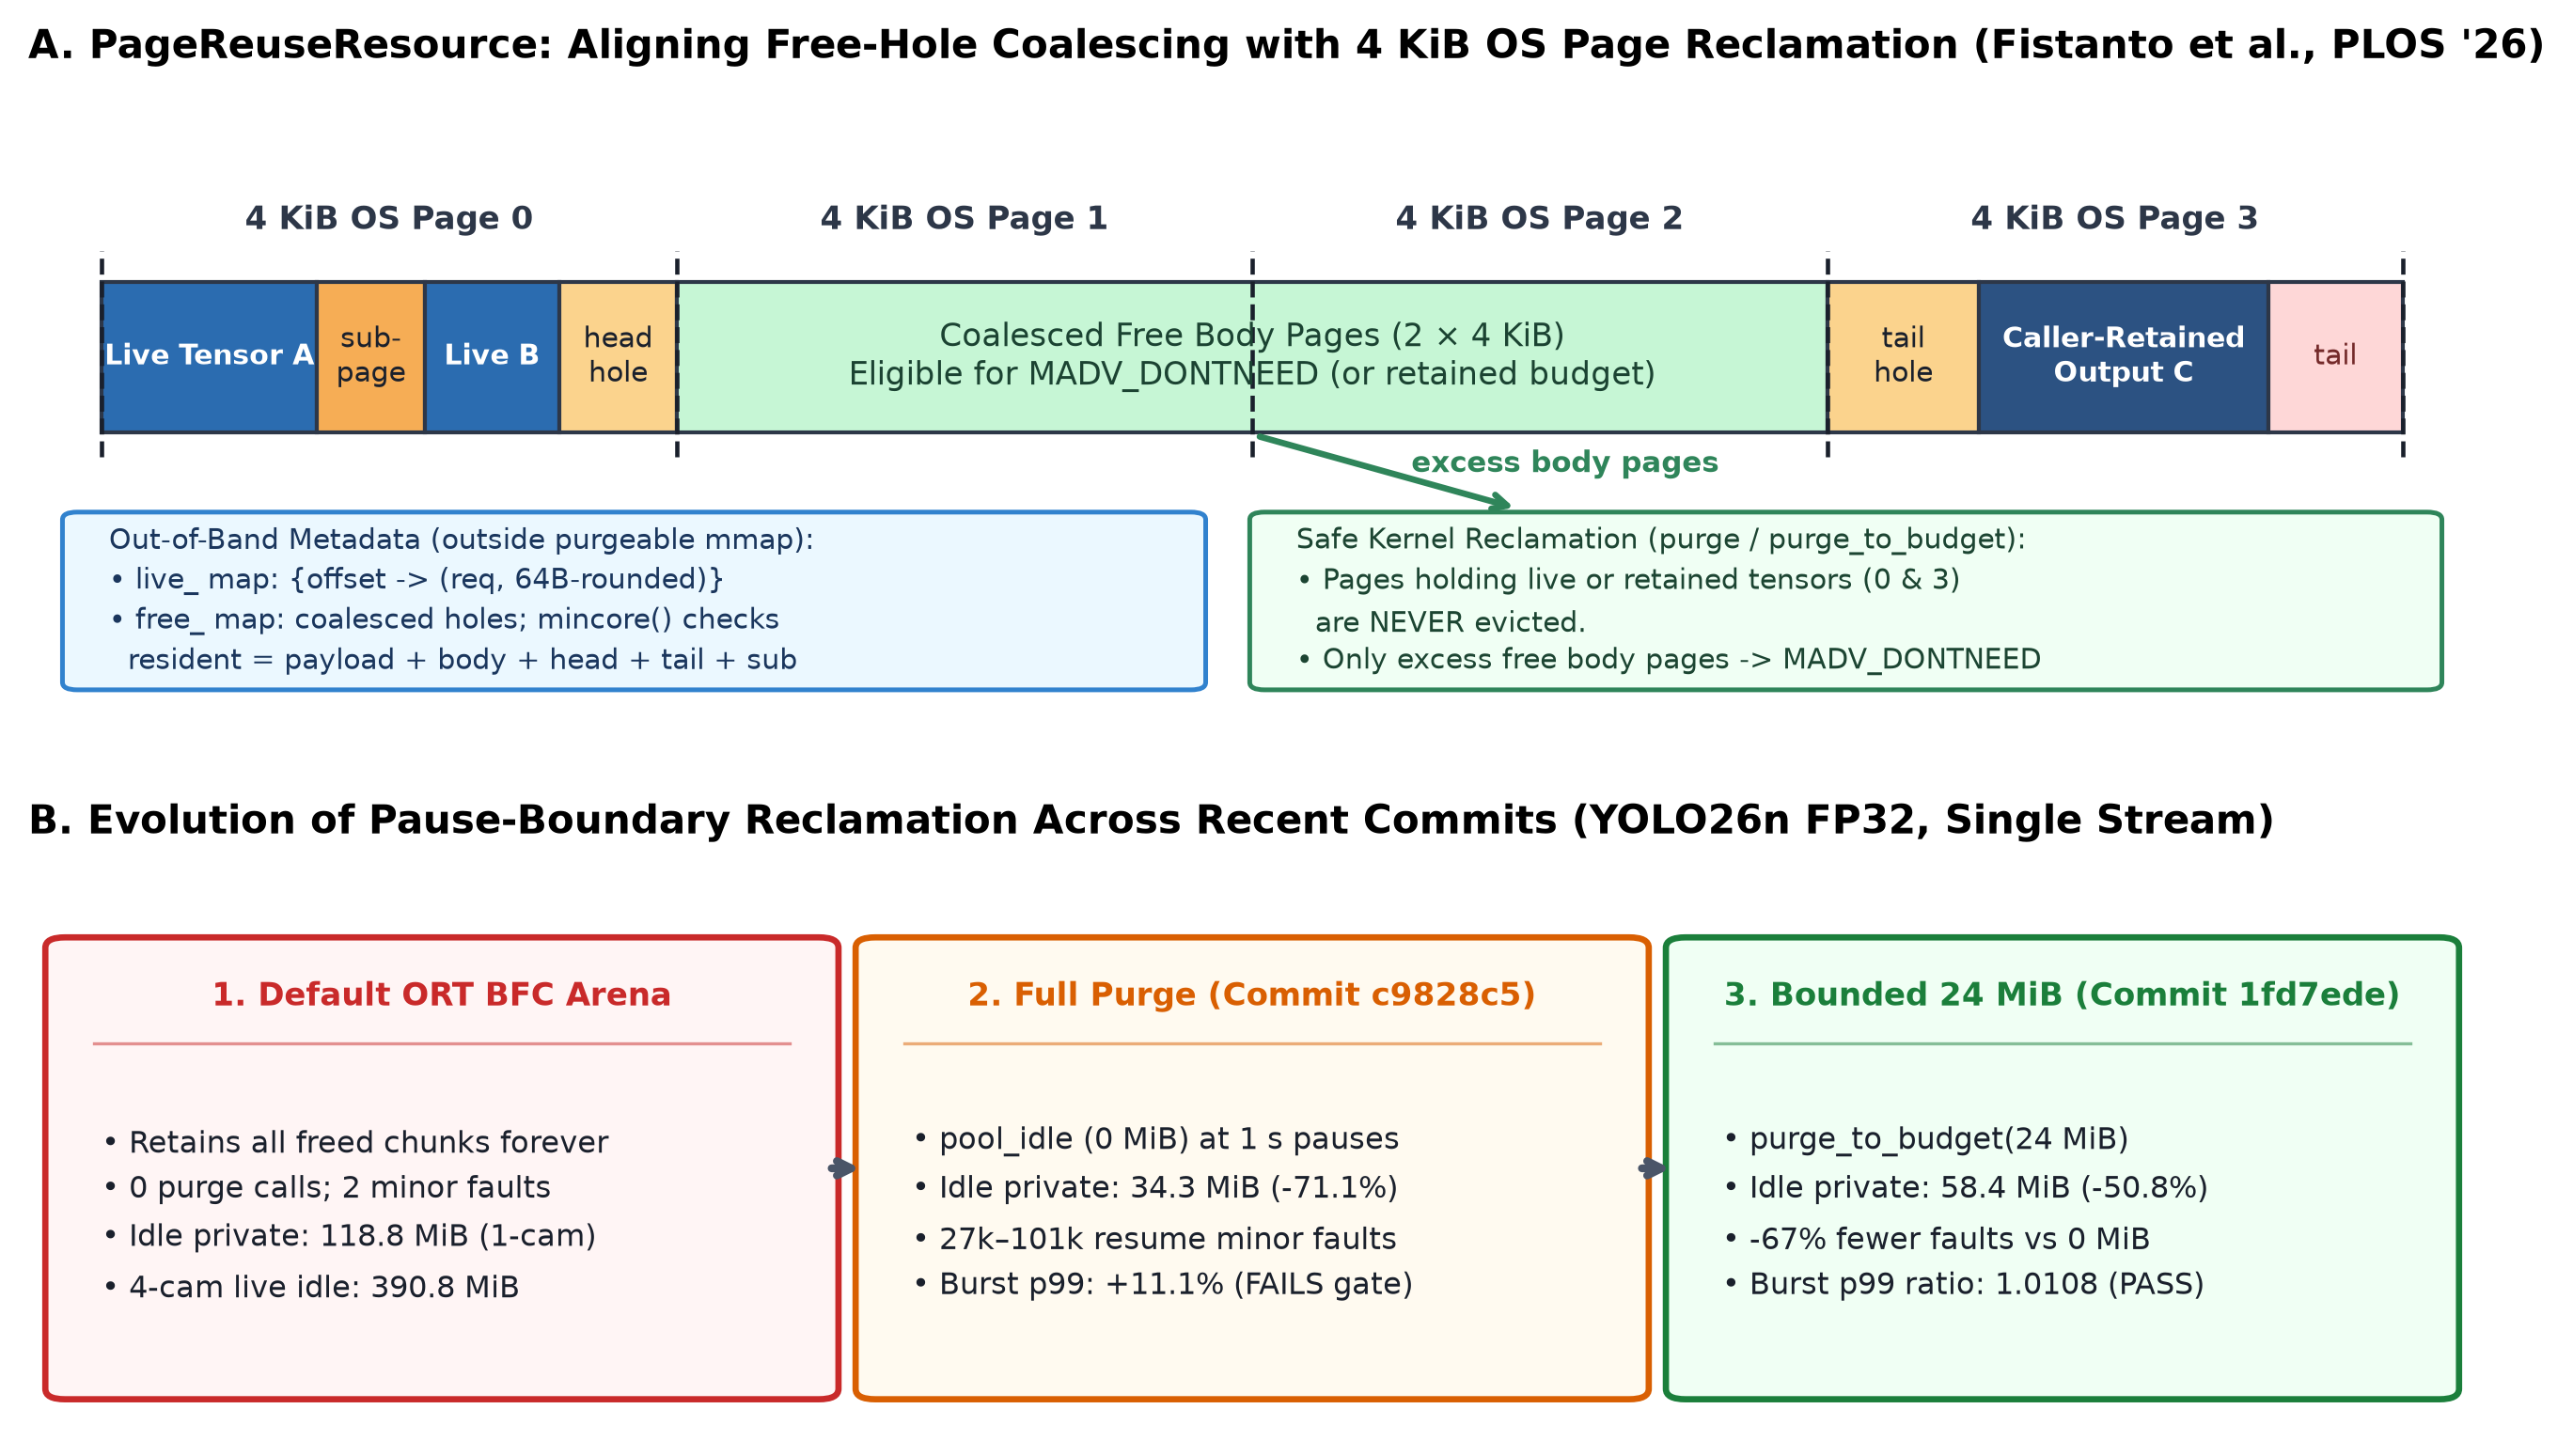 A. PageReuseResource: Aligning Free-Hole Coalescing with 4 KiB OS Page Reclamation (Fistanto et al., PLOS '26)
4 KiB OS Page 0
4 KiB OS Page 1
4 KiB OS Page 2
4 KiB OS Page 3
Live Tensor A
sub-
page
Live B
head
hole
Coalesced Free Body Pages (2 × 4 KiB)
Eligible for MADV_DONTNEED (or retained budget)
tail
hole
Caller-Retained
Output C
tail
excess body pages
Out-of-Band Metadata (outside purgeable mmap):
• live_ map: {offset -> (req, 64B-rounded)}
• free_ map: coalesced holes; mincore() checks
resident = payload + body + head + tail + sub
Safe Kernel Reclamation (purge / purge_to_budget):
• Pages holding live or retained tensors (0 & 3)
are NEVER evicted.
• Only excess free body pages -> MADV_DONTNEED
B. Evolution of Pause-Boundary Reclamation Across Recent Commits (YOLO26n FP32, Single Stream)
1. Default ORT BFC Arena
• Retains all freed chunks forever
• 0 purge calls; 2 minor faults
• Idle private: 118.8 MiB (1-cam)
• 4-cam live idle: 390.8 MiB
2. Full Purge (Commit c9828c5)
• pool_idle (0 MiB) at 1 s pauses
• Idle private: 34.3 MiB (-71.1%)
• 27k–101k resume minor faults
• Burst p99: +11.1% (FAILS gate)
3. Bounded 24 MiB (Commit 1fd7ede)
• purge_to_budget(24 MiB)
• Idle private: 58.4 MiB (-50.8%)
• -67% fewer faults vs 0 MiB
• Burst p99 ratio: 1.0108 (PASS)